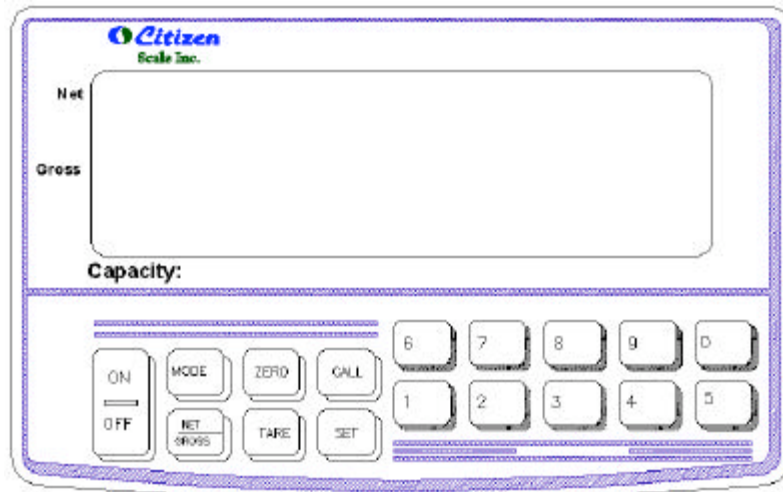 Citizen
Scale Inc.
Net
Gross
Capacity:
6 7 8 9 0
ON MODE ZERO CALL
1 2 3 4 5
OFF NET GROSS TARE SET